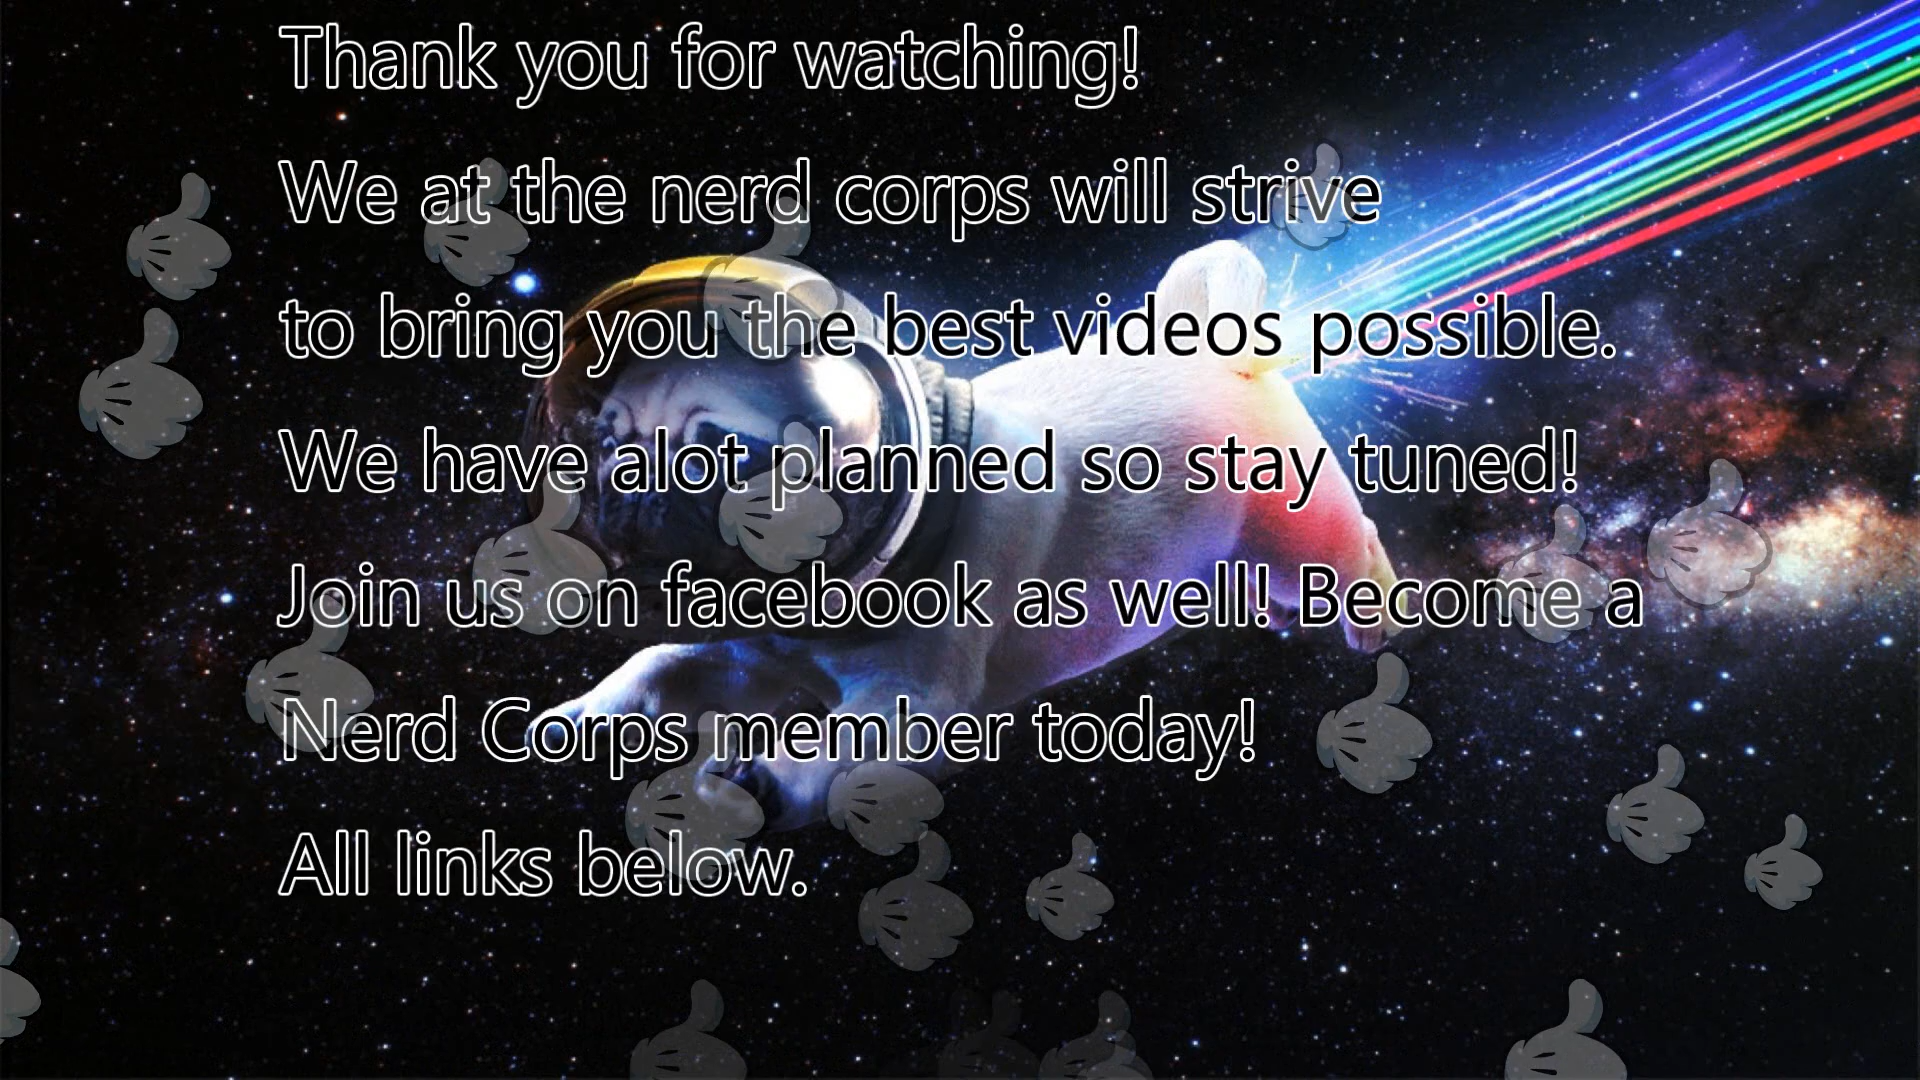 Thank you for watching!
We at the nerd corps will strive
to bring you the best videos possible.
We have alot planned so stay tuned!
Join us on facebook as well! Become a
Nerd Corps member today!
All links below.